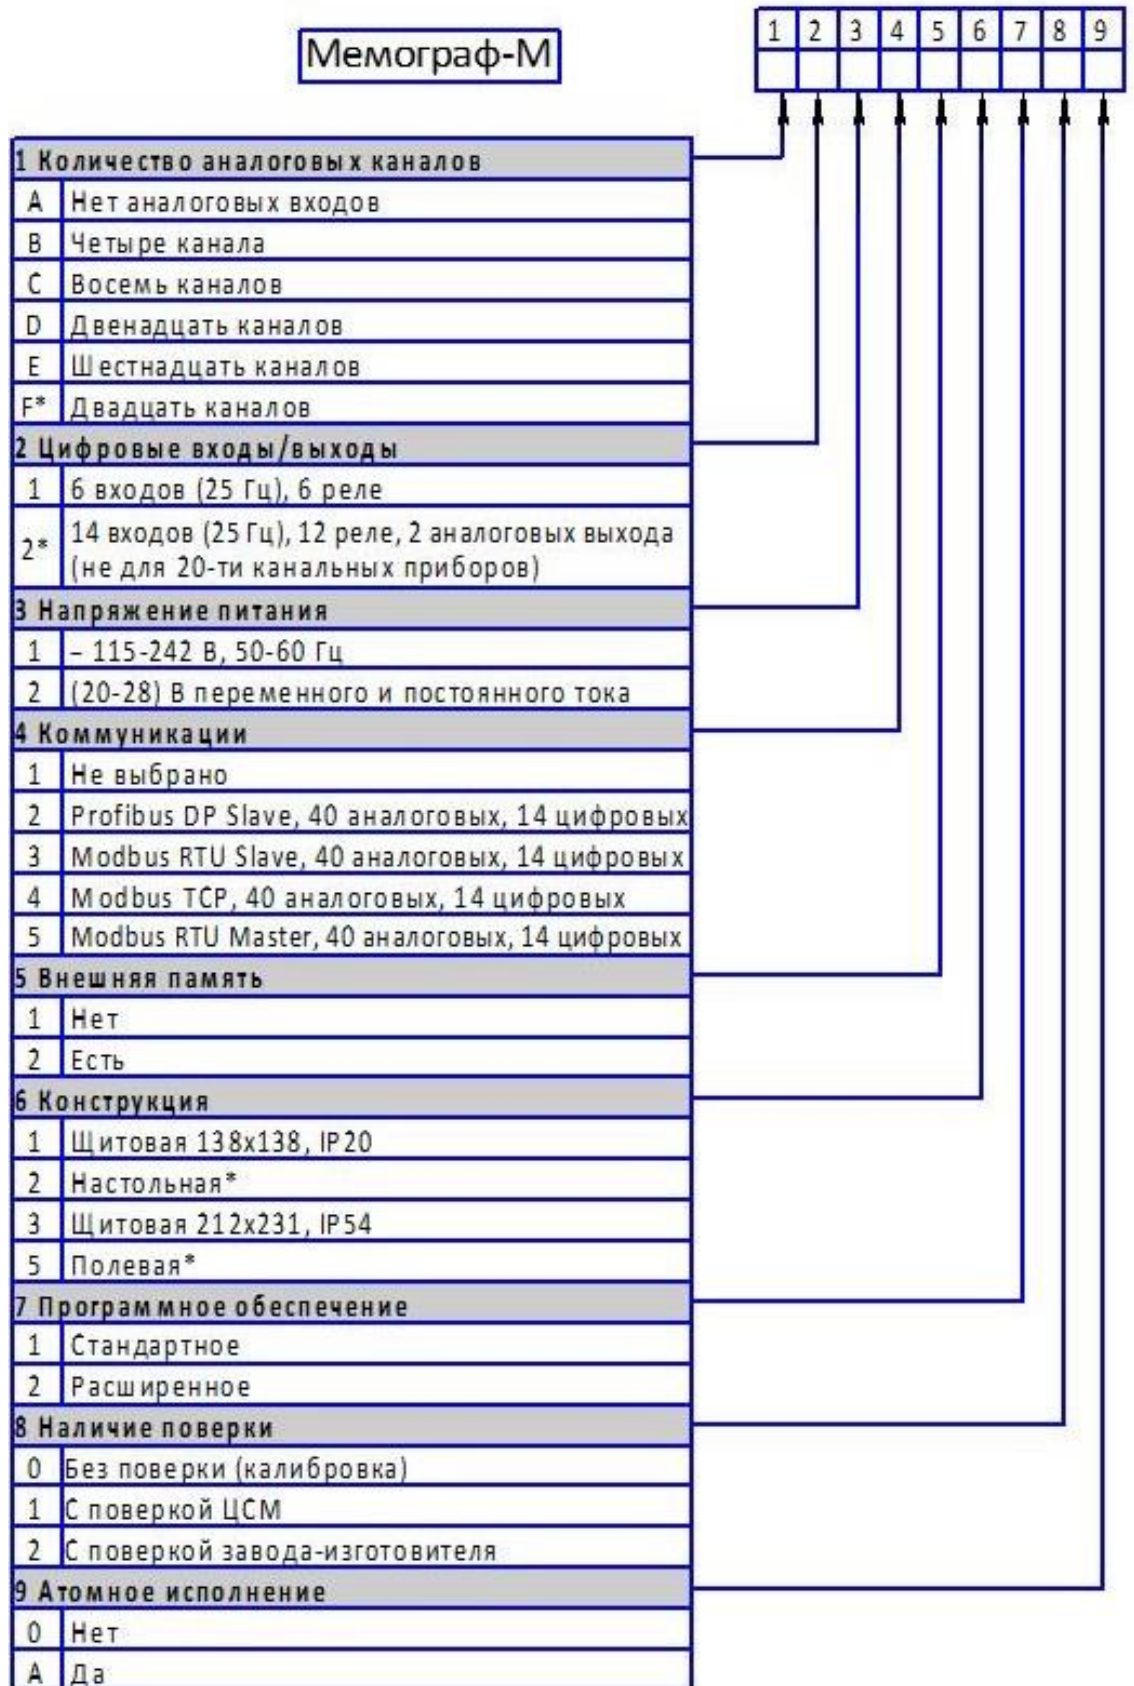 Мемограф-М
1 2 3 4 5 6 7 8 9
1 Количество аналоговых каналов
A Нет аналоговых входов
B Четыре канала
C Восемь каналов
D Двенадцать каналов
E Шестнадцать каналов
F* Двадцать каналов
2 Цифровые входы/выходы
1 6 входов (25 Гц), 6 реле
2* 14 входов (25 Гц), 12 реле, 2 аналоговых выхода
(не для 20-ти канальных приборов)
3 Напряжение питания
1 – 115-242 В, 50-60 Гц
2 (20-28) В переменного и постоянного тока
4 Коммуникации
1 Не выбрано
2 Profibus DP Slave, 40 аналоговых, 14 цифровых
3 Modbus RTU Slave, 40 аналоговых, 14 цифровых
4 Modbus TCP, 40 аналоговых, 14 цифровых
5 Modbus RTU Master, 40 аналоговых, 14 цифровых
5 Внешняя память
1 Нет
2 Есть
6 Конструкция
1 Щитовая 138x138, IP20
2 Настольная*
3 Щитовая 212x231, IP54
5 Полевая*
7 Программное обеспечение
1 Стандартное
2 Расширенное
8 Наличие поверки
0 Без поверки (калибровка)
1 С поверкой ЦСМ
2 С поверкой завода-изготовителя
9 Атомное исполнение
0 Нет
A Да